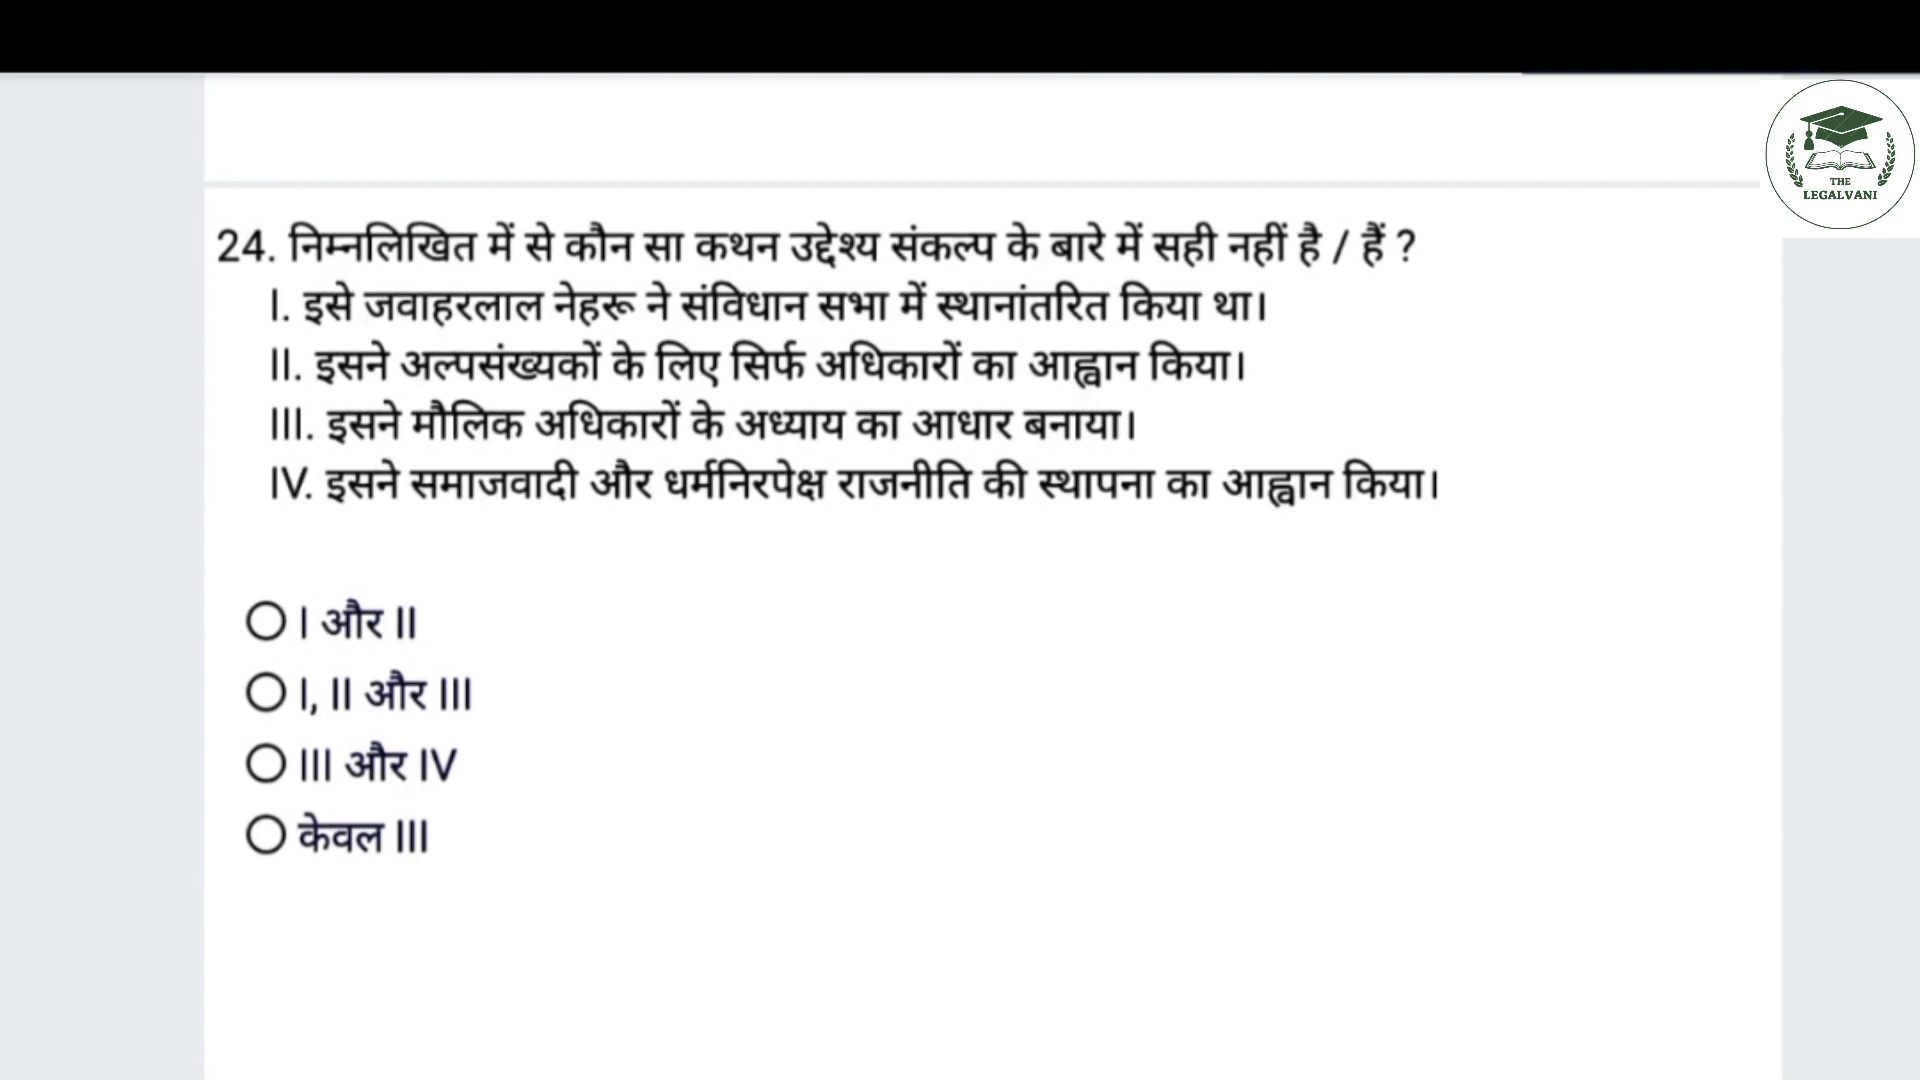 THE
LEGALVANI
24. निम्नलिखित में से कौन सा कथन उद्देश्य संकल्प के बारे में सही नहीं है / हैं ?
I. इसे जवाहरलाल नेहरू ने संविधान सभा में स्थानांतरित किया था।
II. इसने अल्पसंख्यकों के लिए सिर्फ अधिकारों का आह्वान किया।
III. इसने मौलिक अधिकारों के अध्याय का आधार बनाया।
IV. इसने समाजवादी और धर्मनिरपेक्ष राजनीति की स्थापना का आह्वान किया।
I और II
I, II और III
III और IV
केवल III